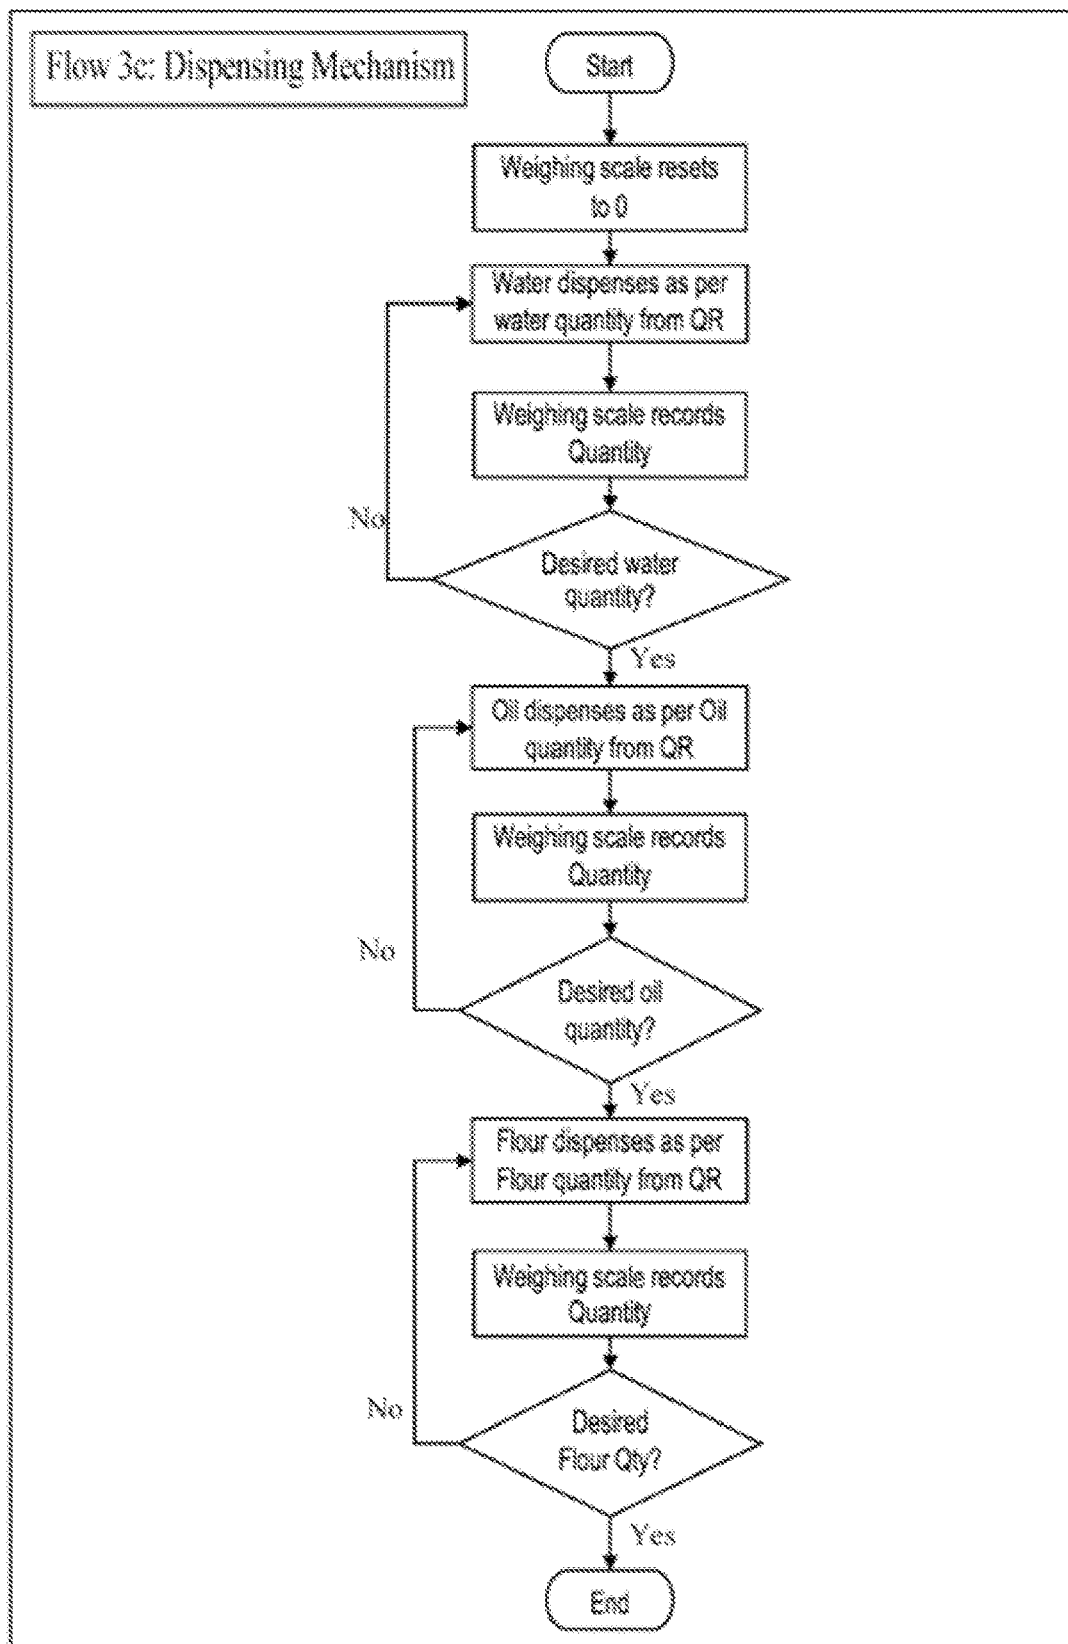 Flow 3c: Dispensing Mechanism
Start
Weighing scale resets
to 0
Water dispenses as per
water quantity from QR
Weighing scale records
Quantity
No
Desired water
quantity?
Yes
Oil dispenses as per Oil
quantity from QR
Weighing scale records
Quantity
No
Desired oil
quantity?
Yes
Flour dispenses as per
Flour quantity from QR
Weighing scale records
Quantity
No
Desired
Flour Qty?
Yes
End